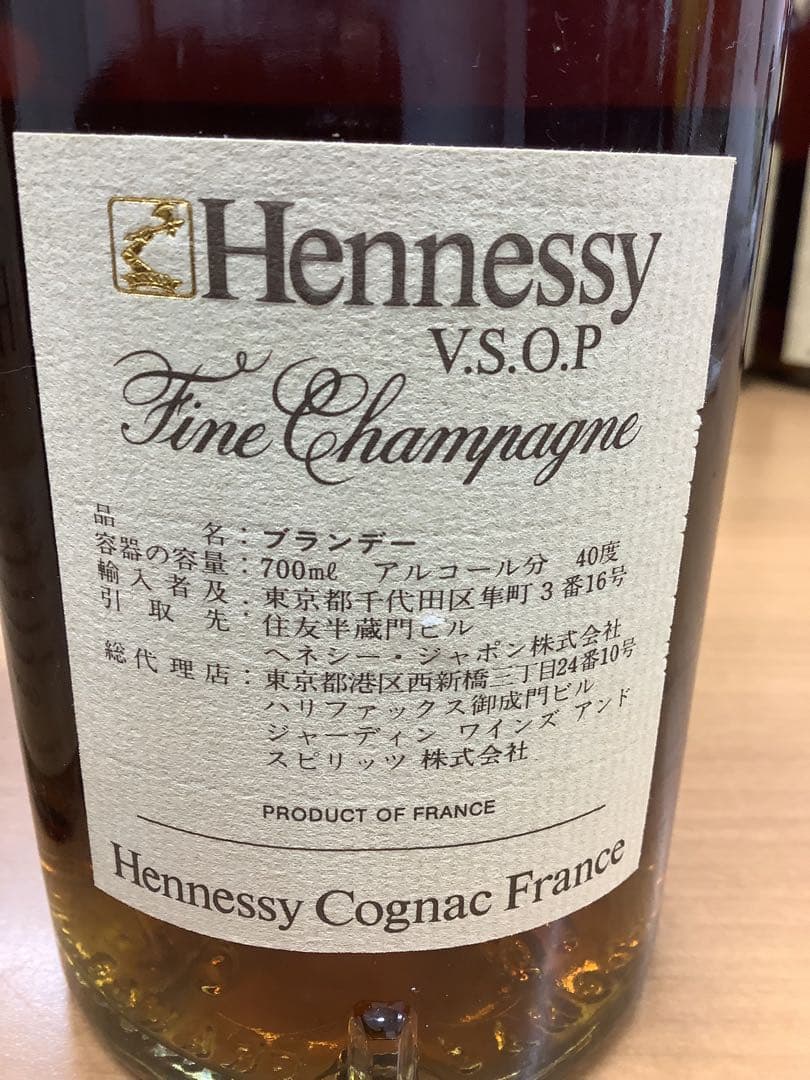 Hennessy
V.S.O.P
Fine Champagne
品名：ブランデー
容器の容量：700mℓ アルコール分 40度
輸入者及 東京都千代田区隼町3番16号
引取先：住友半蔵門ビル
ヘネシー・ジャポン株式会社
総代理店：東京都港区西新橋三丁目24番10号
ハリファックス御成門ビル
ジャーディン ワインズ アンド
スピリッツ 株式会社
PRODUCT OF FRANCE
Hennessy Cognac France